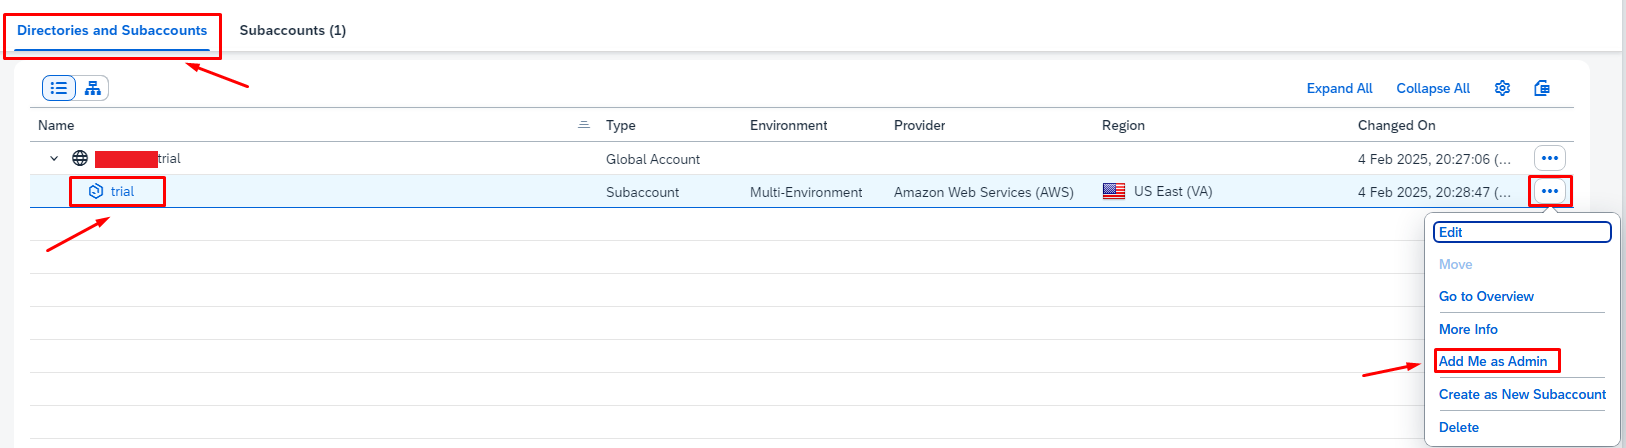 Directories and Subaccounts Subaccounts (1)
Expand All Collapse All
Name Type Environment Provider Region Changed On
trial Global Account 4 Feb 2025, 20:27:06 (...
trial Subaccount Multi-Environment Amazon Web Services (AWS) US East (VA) 4 Feb 2025, 20:28:47 (...
Edit
Move
Go to Overview
More Info
Add Me as Admin
Create as New Subaccount
Delete